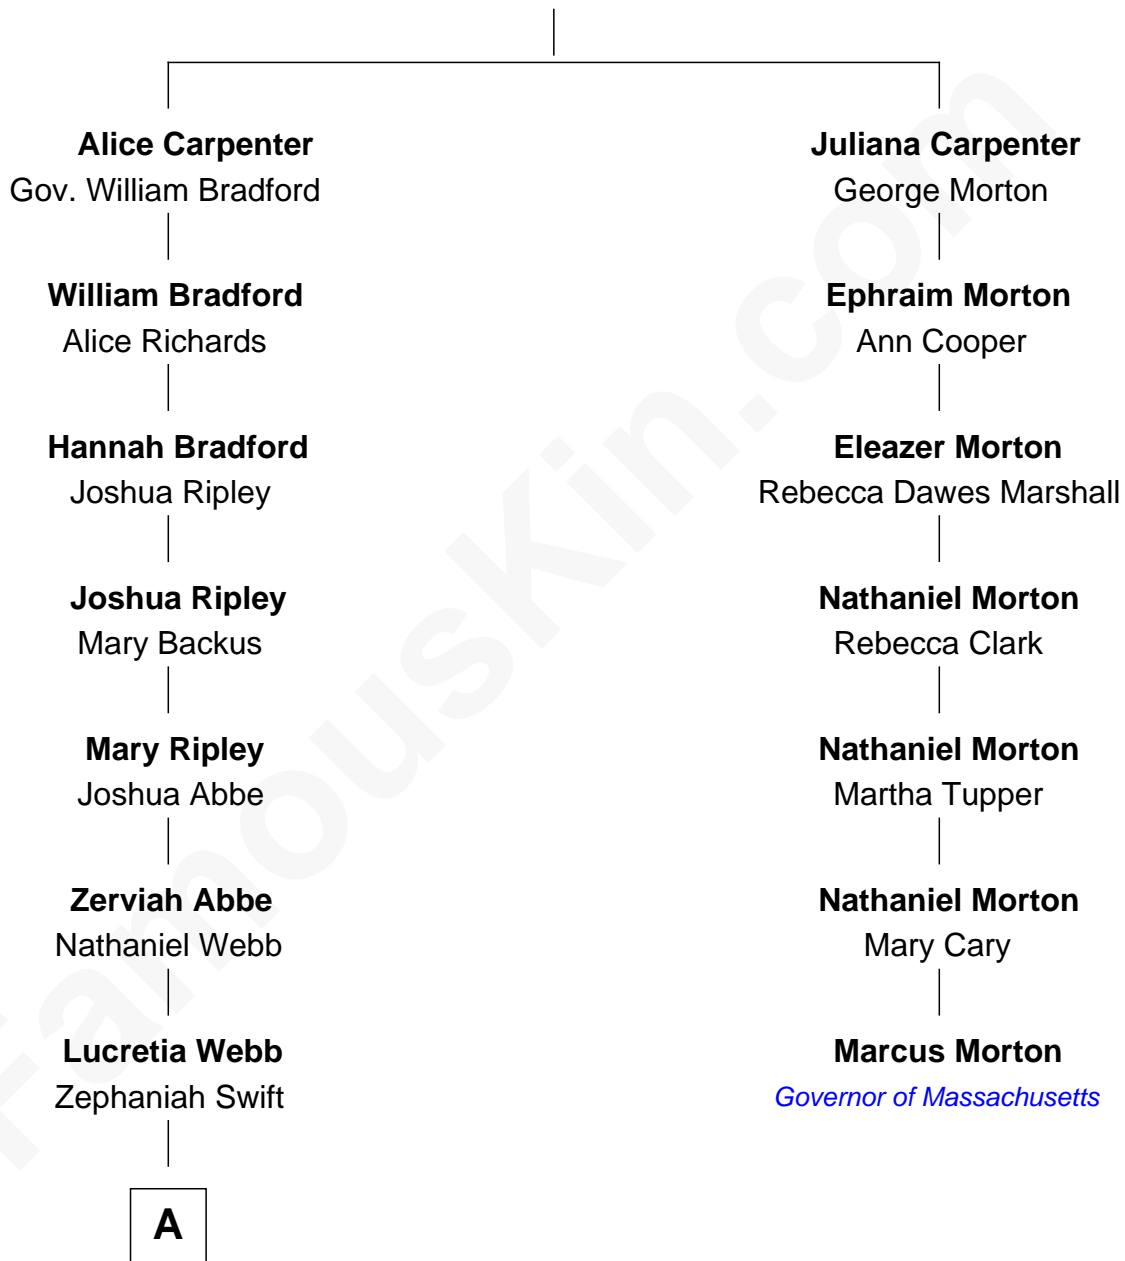 Alice Carpenter
Gov. William Bradford
William Bradford
Alice Richards
Hannah Bradford
Joshua Ripley
Joshua Ripley
Mary Backus
Mary Ripley
Joshua Abbe
Zerviah Abbe
Nathaniel Webb
Lucretia Webb
Zephaniah Swift
A
Juliana Carpenter
George Morton
Ephraim Morton
Ann Cooper
Eleazer Morton
Rebecca Dawes Marshall
Nathaniel Morton
Rebecca Clark
Nathaniel Morton
Martha Tupper
Nathaniel Morton
Mary Cary
Marcus Morton
Governor of Massachusetts
FamousKin.com